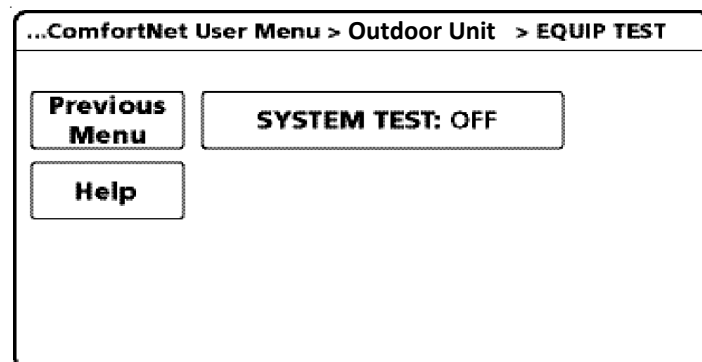 ...ComfortNet User Menu > Outdoor Unit > EQUIP TEST
Previous
Menu
SYSTEM TEST: OFF
Help